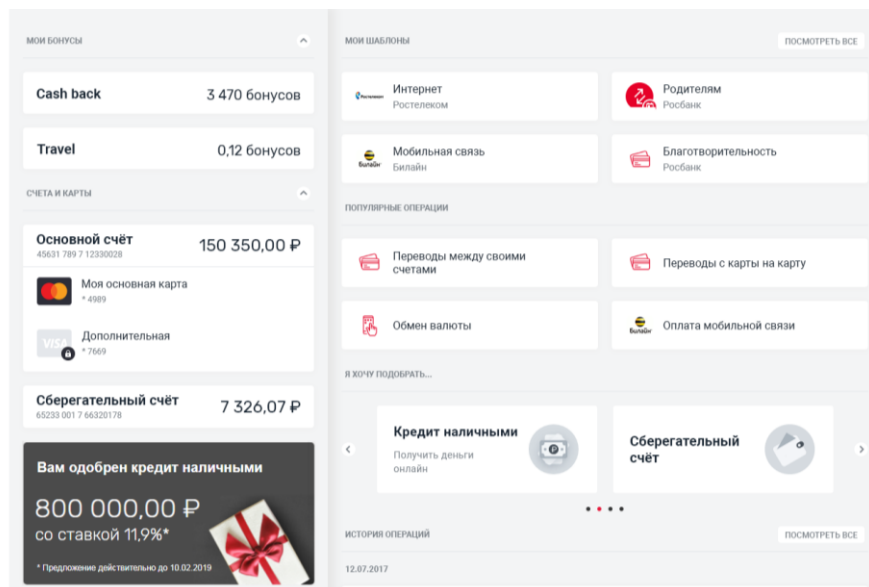 МОИ БОНУСЫ
Cash back
3 470 бонусов
Travel
0,12 бонусов
СЧЕТА И КАРТЫ
Основной счёт
150 350,00 ₽
45631 789 7 12330028
Моя основная карта
* 4989
VISA
Дополнительная
* 7669
Сберегательный счёт
7 326,07 ₽
65233 001 7 66320178
Вам одобрен кредит наличными
800 000,00 ₽
со ставкой 11,9%*
* Предложение действительно до 10.02.2019
МОИ ШАБЛОНЫ
ПОСМОТРЕТЬ ВСЕ
Ростелеком
Интернет
Ростелеком
Родителям
Росбанк
Билайн
Мобильная связь
Билайн
Благотворительность
Росбанк
ПОПУЛЯРНЫЕ ОПЕРАЦИИ
Переводы между своими
счетами
Переводы с карты на карту
Обмен валюты
Билайн
Оплата мобильной связи
Я ХОЧУ ПОДОБРАТЬ...
Кредит наличными
Получить деньги
онлайн
Сберегательный
счёт
ИСТОРИЯ ОПЕРАЦИЙ
ПОСМОТРЕТЬ ВСЕ
12.07.2017